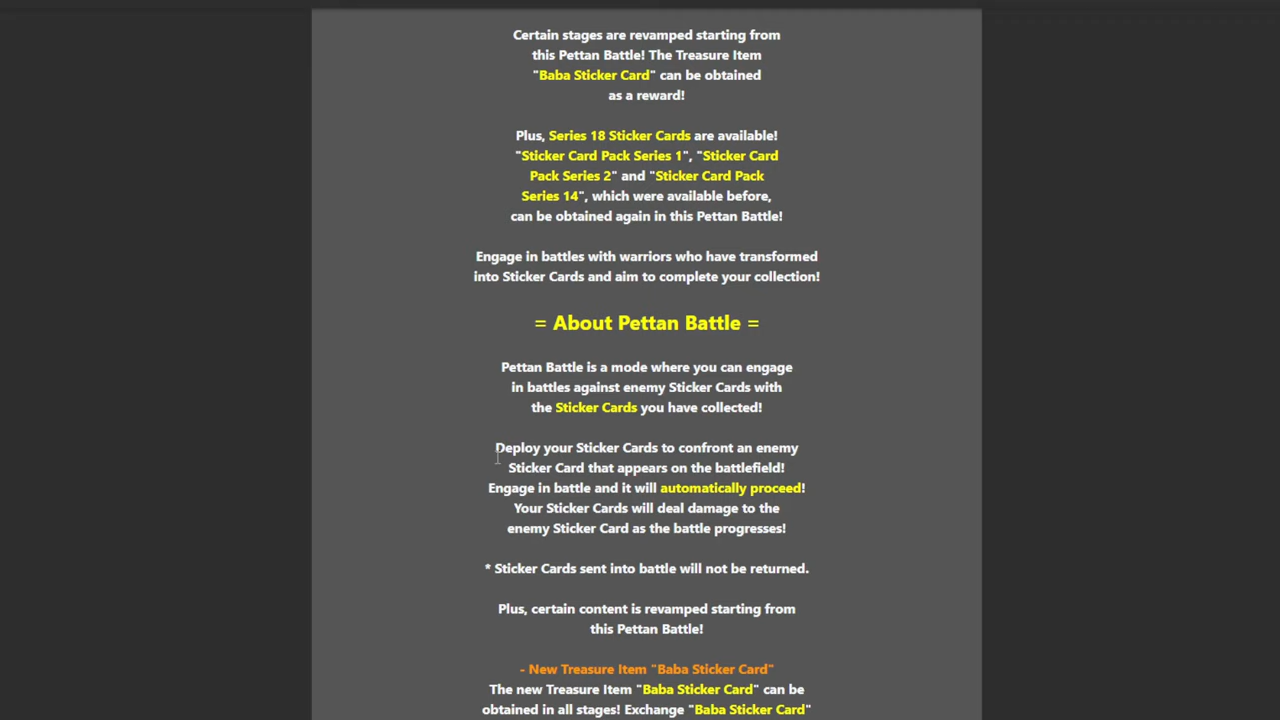 Certain stages are revamped starting from
this Pettan Battle! The Treasure Item
"Baba Sticker Card" can be obtained
as a reward!
Plus, Series 18 Sticker Cards are available!
"Sticker Card Pack Series 1", "Sticker Card
Pack Series 2" and "Sticker Card Pack
Series 14", which were available before,
can be obtained again in this Pettan Battle!
Engage in battles with warriors who have transformed
into Sticker Cards and aim to complete your collection!
= About Pettan Battle =
Pettan Battle is a mode where you can engage
in battles against enemy Sticker Cards with
the Sticker Cards you have collected!
Deploy your Sticker Cards to confront an enemy
Sticker Card that appears on the battlefield!
Engage in battle and it will automatically proceed!
Your Sticker Cards will deal damage to the
enemy Sticker Card as the battle progresses!
* Sticker Cards sent into battle will not be returned.
Plus, certain content is revamped starting from
this Pettan Battle!
- New Treasure Item "Baba Sticker Card"
The new Treasure Item "Baba Sticker Card" can be
obtained in all stages! Exchange "Baba Sticker Card"